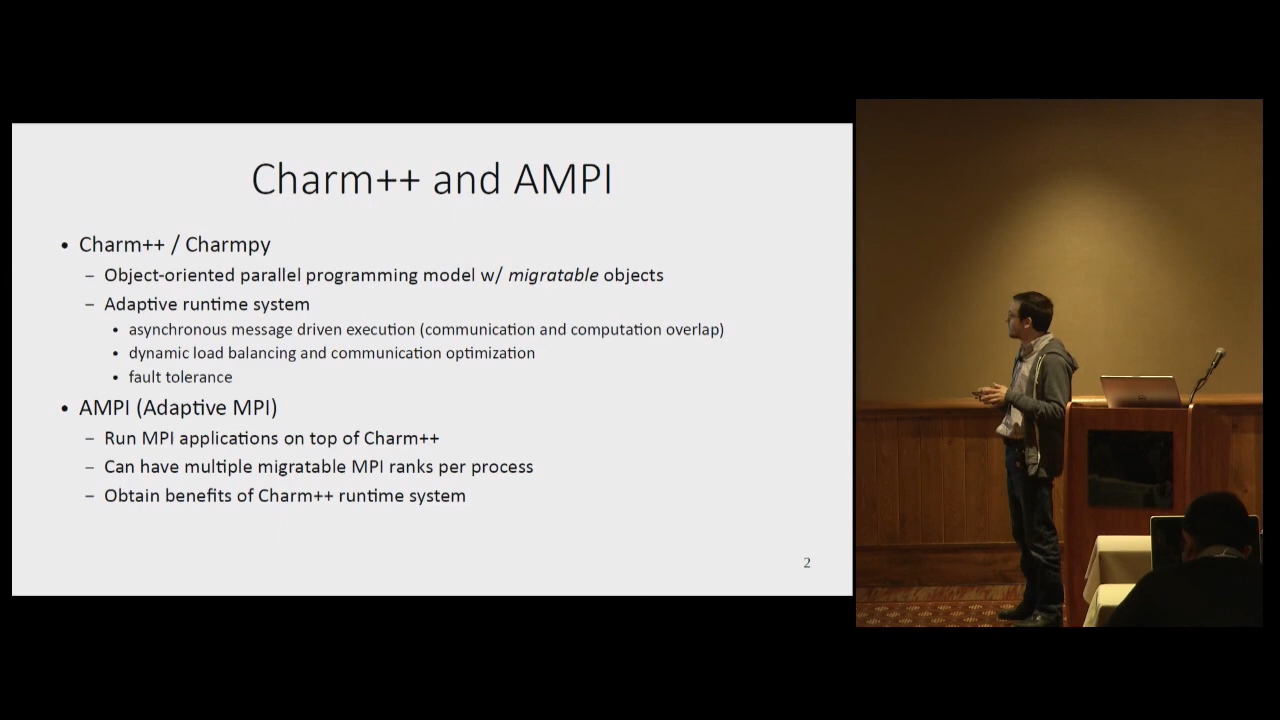 Charm++ and AMPI
• Charm++ / Charmpy
– Object-oriented parallel programming model w/ migratable objects
– Adaptive runtime system
• asynchronous message driven execution (communication and computation overlap)
• dynamic load balancing and communication optimization
• fault tolerance
• AMPI (Adaptive MPI)
– Run MPI applications on top of Charm++
– Can have multiple migratable MPI ranks per process
– Obtain benefits of Charm++ runtime system
2